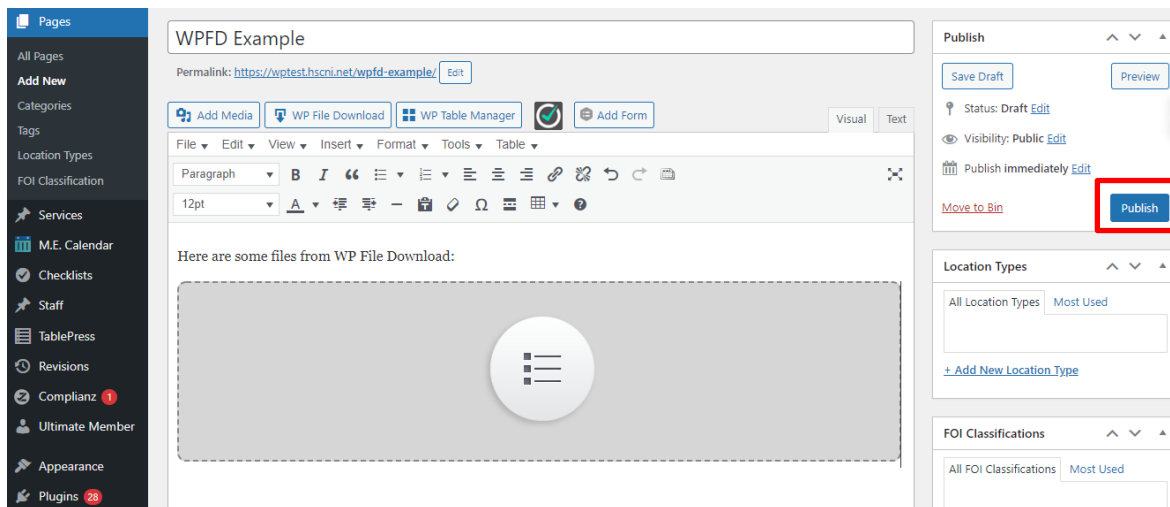 Pages
All Pages
Add New
Categories
Tags
Location Types
FOI Classification
Services
M.E. Calendar
Checklists
Staff
TablePress
Revisions
Complianz 1
Ultimate Member
Appearance
Plugins 28
WPFD Example
Permalink: https://wptest.hscni.net/wpfd-example/ Edit
Add Media WP File Download WP Table Manager Add Form
Visual Text
File Edit View Insert Format Tools Table
Paragraph
12pt
Here are some files from WP File Download:
Publish
Save Draft Preview
Status: Draft Edit
Visibility: Public Edit
Publish immediately Edit
Move to Bin Publish
Location Types
All Location Types Most Used
+ Add New Location Type
FOI Classifications
All FOI Classifications Most Used